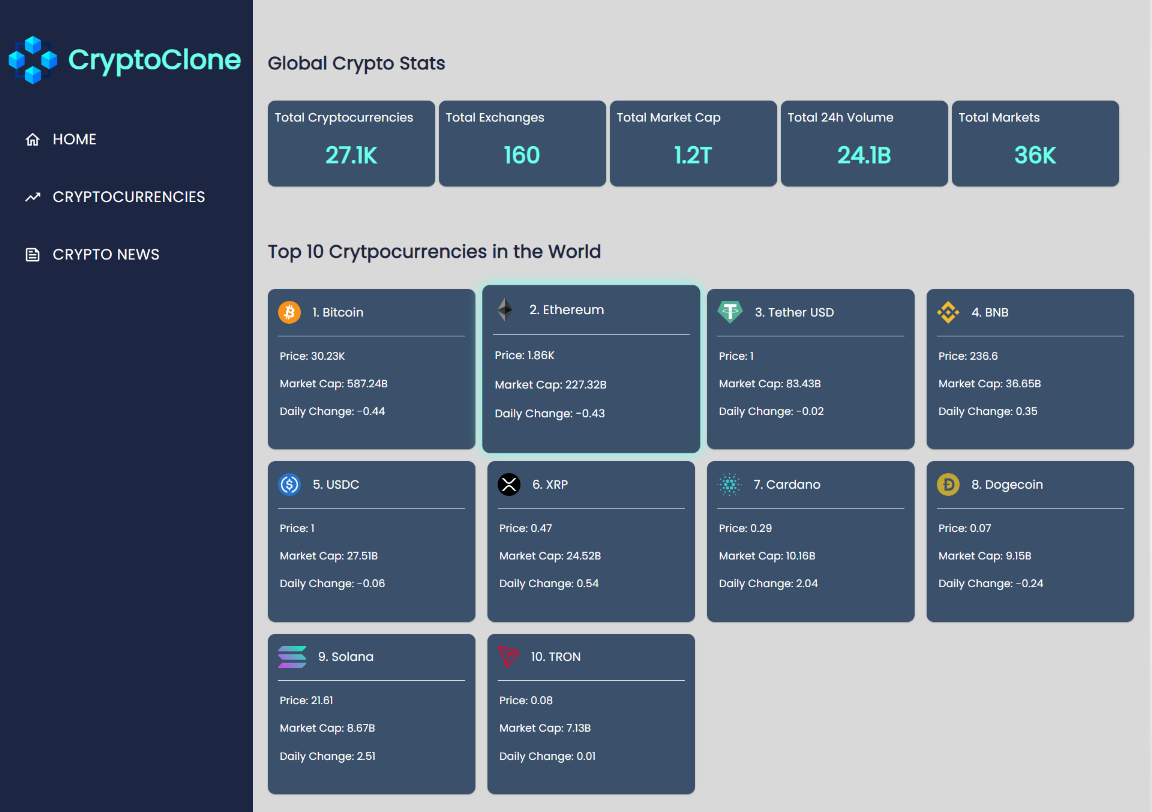 CryptoClone
HOME
CRYPTOCURRENCIES
CRYPTO NEWS
Global Crypto Stats
Total Cryptocurrencies
27.1K
Total Exchanges
160
Total Market Cap
1.2T
Total 24h Volume
24.1B
Total Markets
36K
Top 10 Crytpocurrencies in the World
1. Bitcoin
Price: 30.23K
Market Cap: 587.24B
Daily Change: -0.44
2. Ethereum
Price: 1.86K
Market Cap: 227.32B
Daily Change: -0.43
3. Tether USD
Price: 1
Market Cap: 83.43B
Daily Change: -0.02
4. BNB
Price: 236.6
Market Cap: 36.65B
Daily Change: 0.35
5. USDC
Price: 1
Market Cap: 27.51B
Daily Change: -0.06
6. XRP
Price: 0.47
Market Cap: 24.52B
Daily Change: 0.54
7. Cardano
Price: 0.29
Market Cap: 10.16B
Daily Change: 2.04
8. Dogecoin
Price: 0.07
Market Cap: 9.15B
Daily Change: -0.24
9. Solana
Price: 21.61
Market Cap: 8.67B
Daily Change: 2.51
10. TRON
Price: 0.08
Market Cap: 7.13B
Daily Change: 0.01